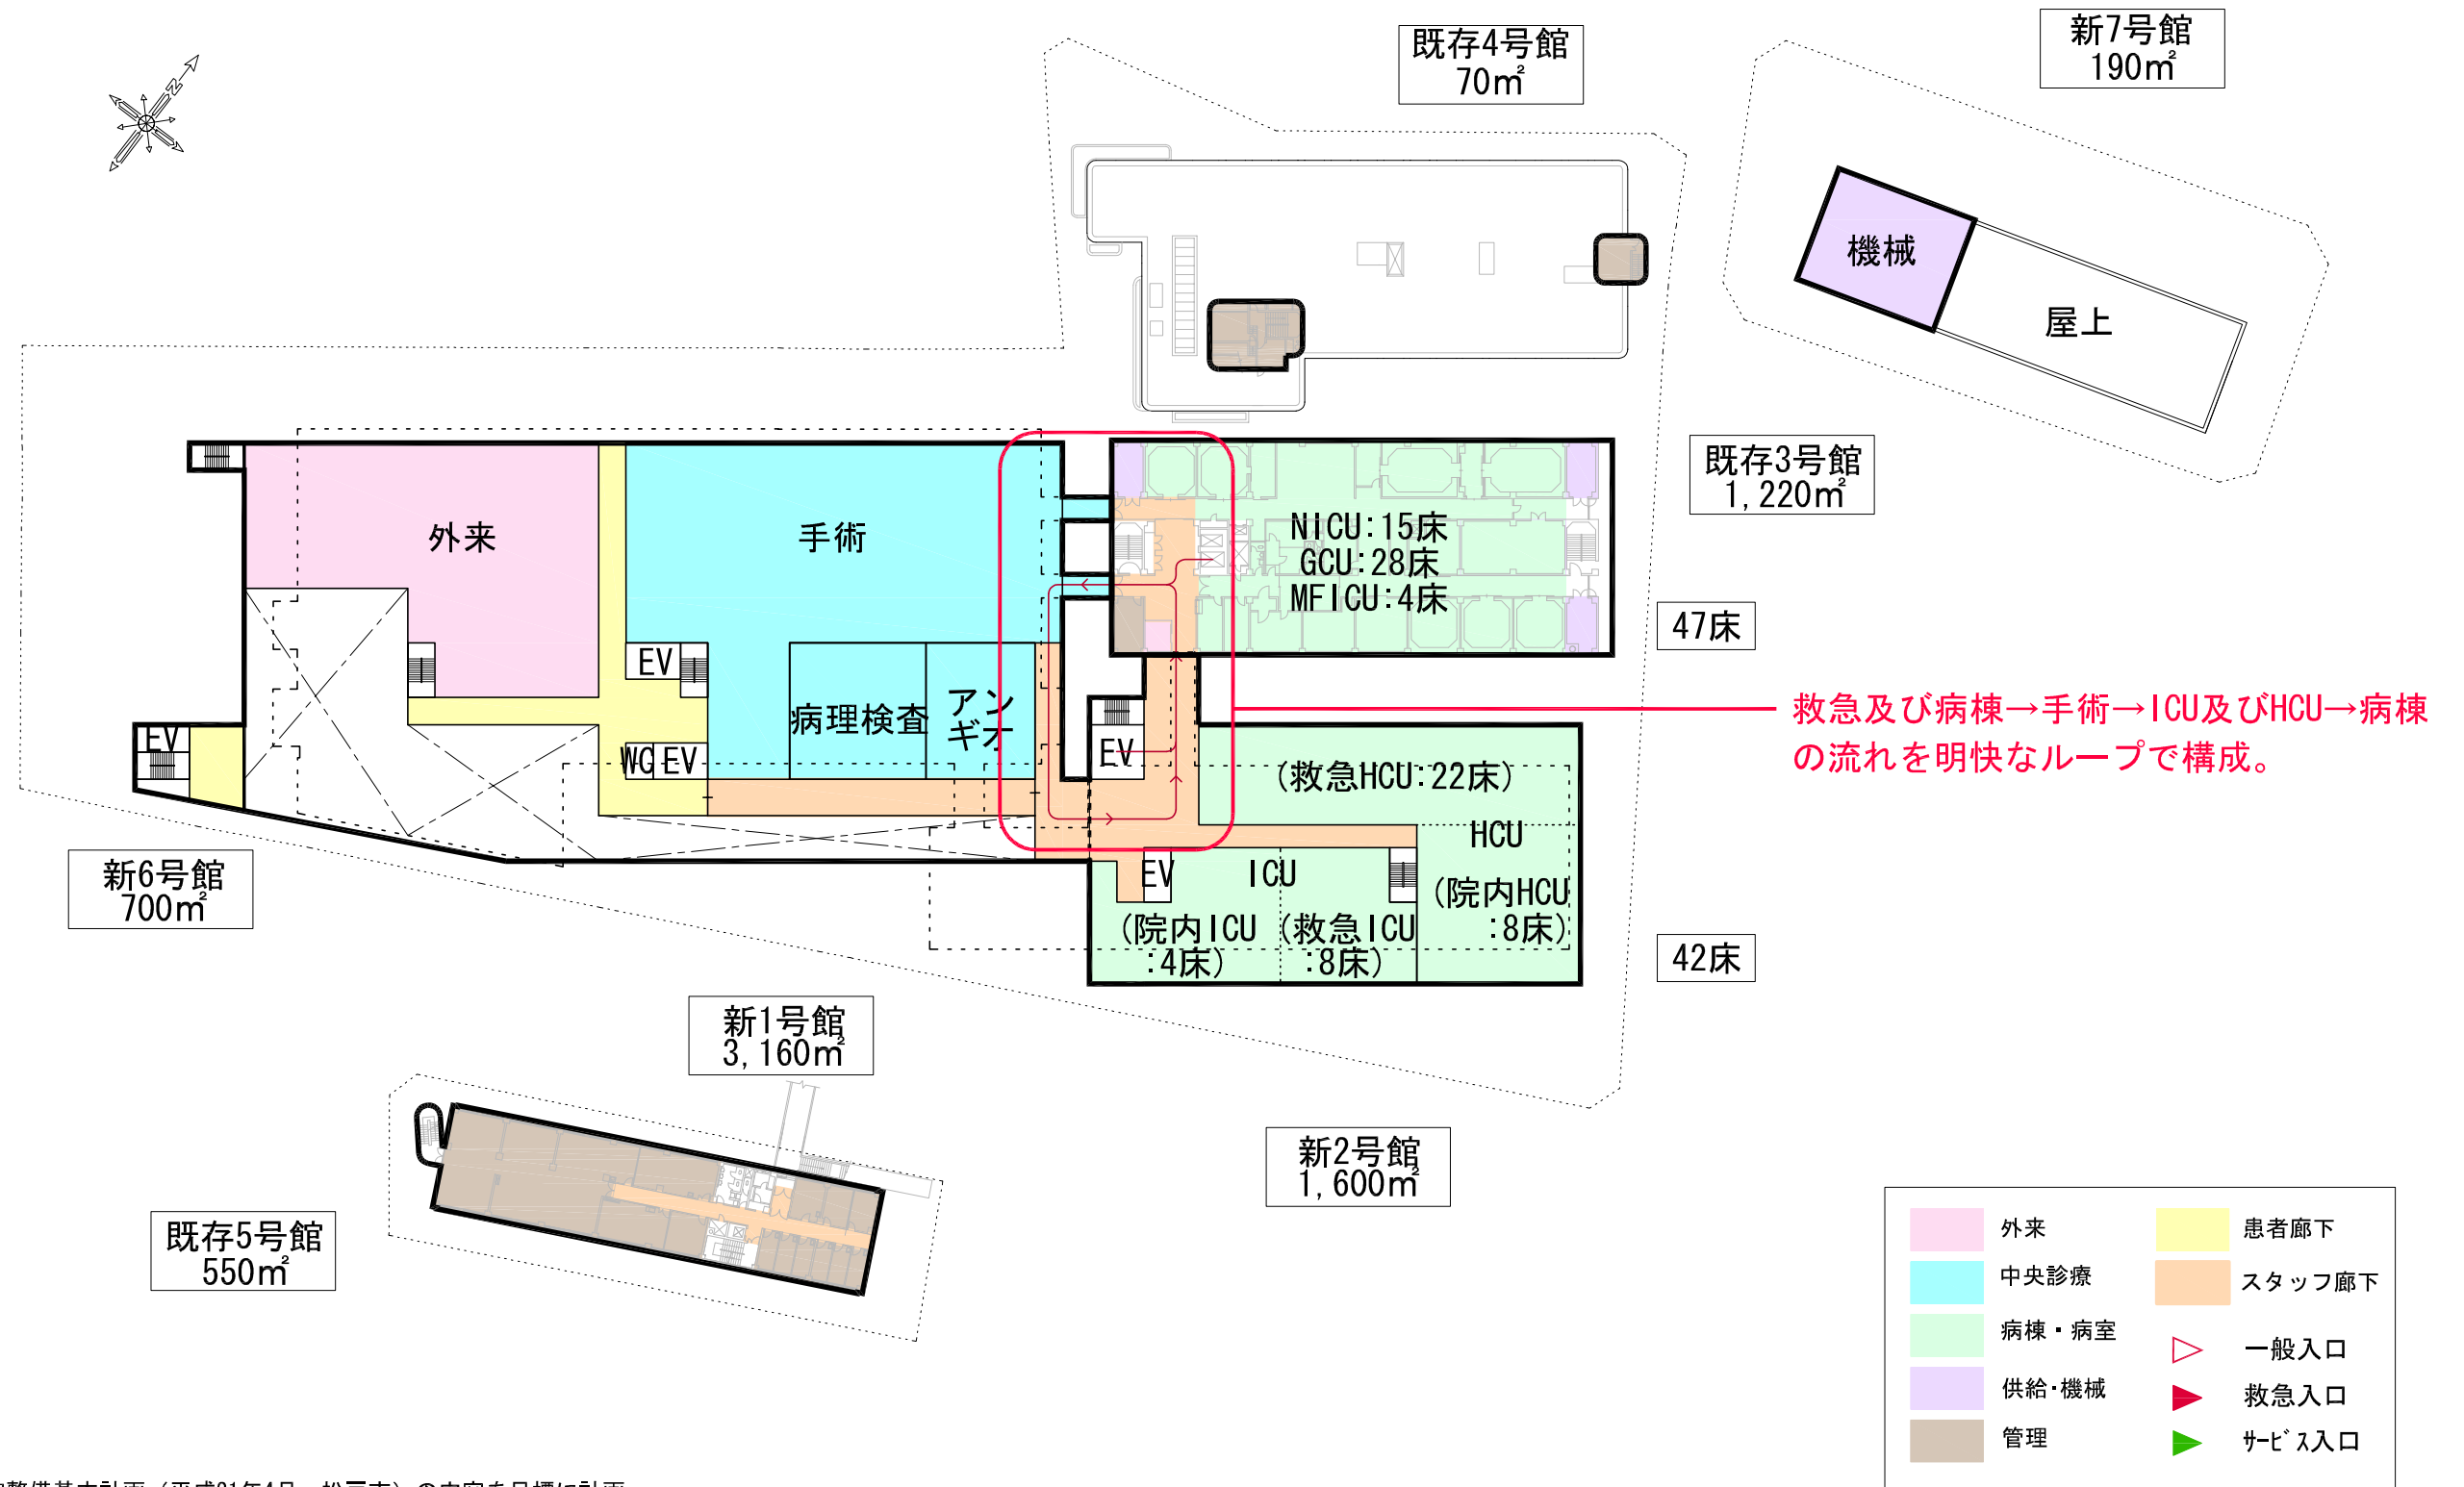 N
既存4号館
70㎡
新7号館
190㎡
機械
屋上
既存3号館
1,220㎡
外来
手術
NICU:15床
GCU:28床
MFICU:4床
47床
EV
病理検査
アン
ギオ
EV
WC
EV
EV
救急及び病棟→手術→ICU及びHCU→病棟
の流れを明快なループで構成。
(救急HCU:22床)
HCU
(院内HCU
:8床)
EV
ICU
(院内ICU
:4床)
(救急ICU
:8床)
42床
新6号館
700㎡
新1号館
3,160㎡
新2号館
1,600㎡
既存5号館
550㎡
外来
中央診療
病棟・病室
供給・機械
管理
患者廊下
スタッフ廊下
一般入口
救急入口
ｻｰﾋﾞｽ入口